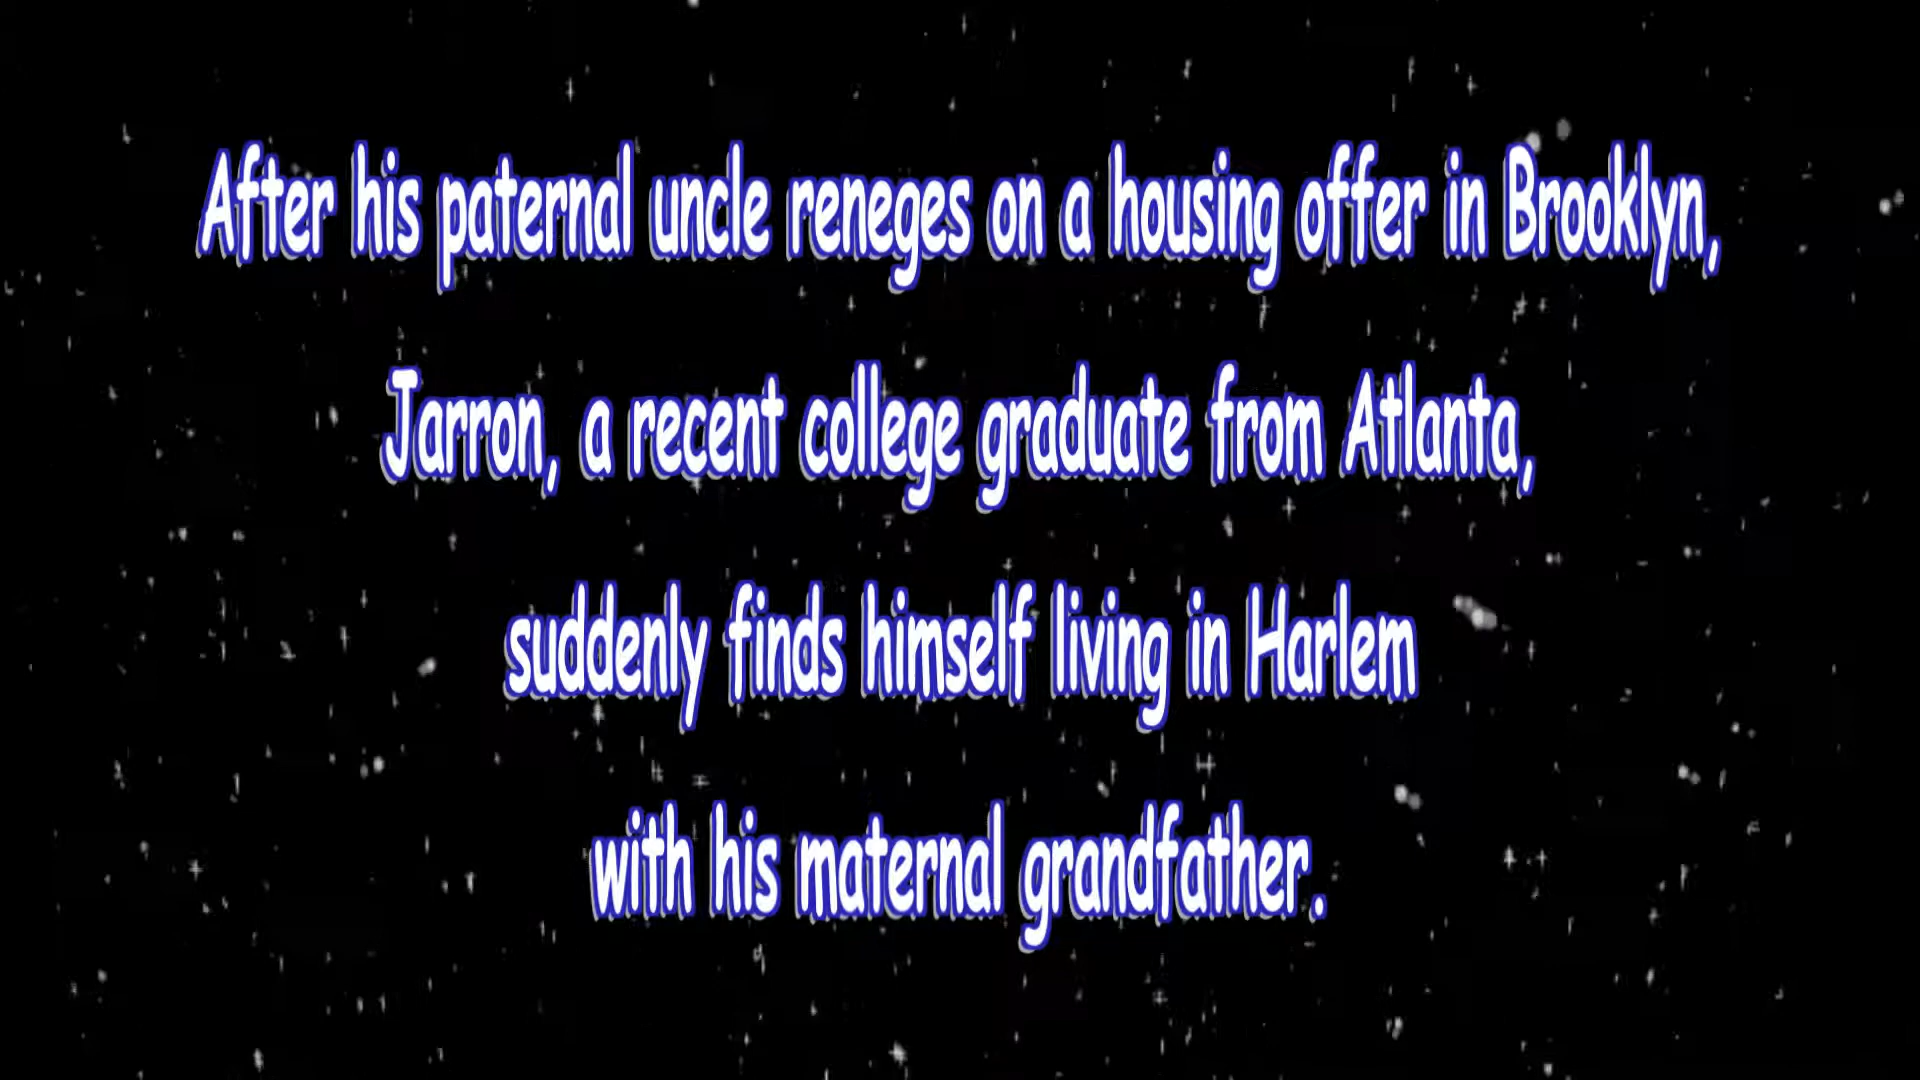 After his paternal uncle reneges on a housing offer in Brooklyn,
Jarron, a recent college graduate from Atlanta,
suddenly finds himself living in Harlem
with his maternal grandfather.